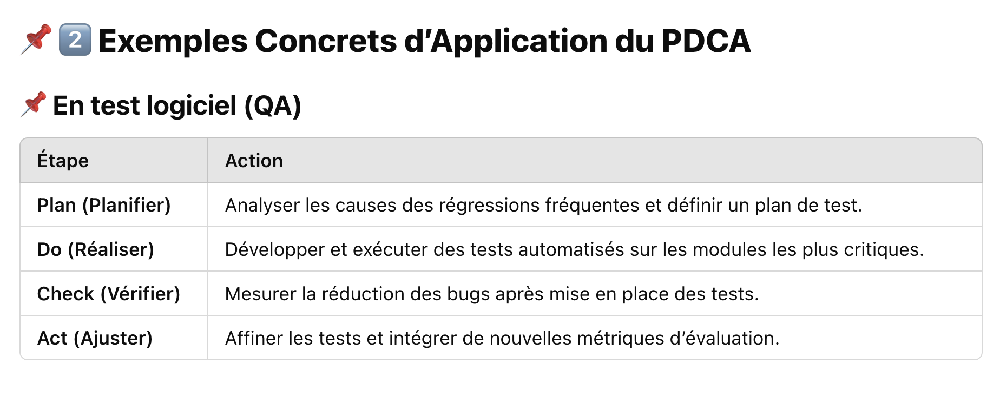 📌 2️⃣ Exemples Concrets d’Application du PDCA
📌 En test logiciel (QA)
Étape Action
Plan (Planifier) Analyser les causes des régressions fréquentes et définir un plan de test.
Do (Réaliser) Développer et exécuter des tests automatisés sur les modules les plus critiques.
Check (Vérifier) Mesurer la réduction des bugs après mise en place des tests.
Act (Ajuster) Affiner les tests et intégrer de nouvelles métriques d’évaluation.